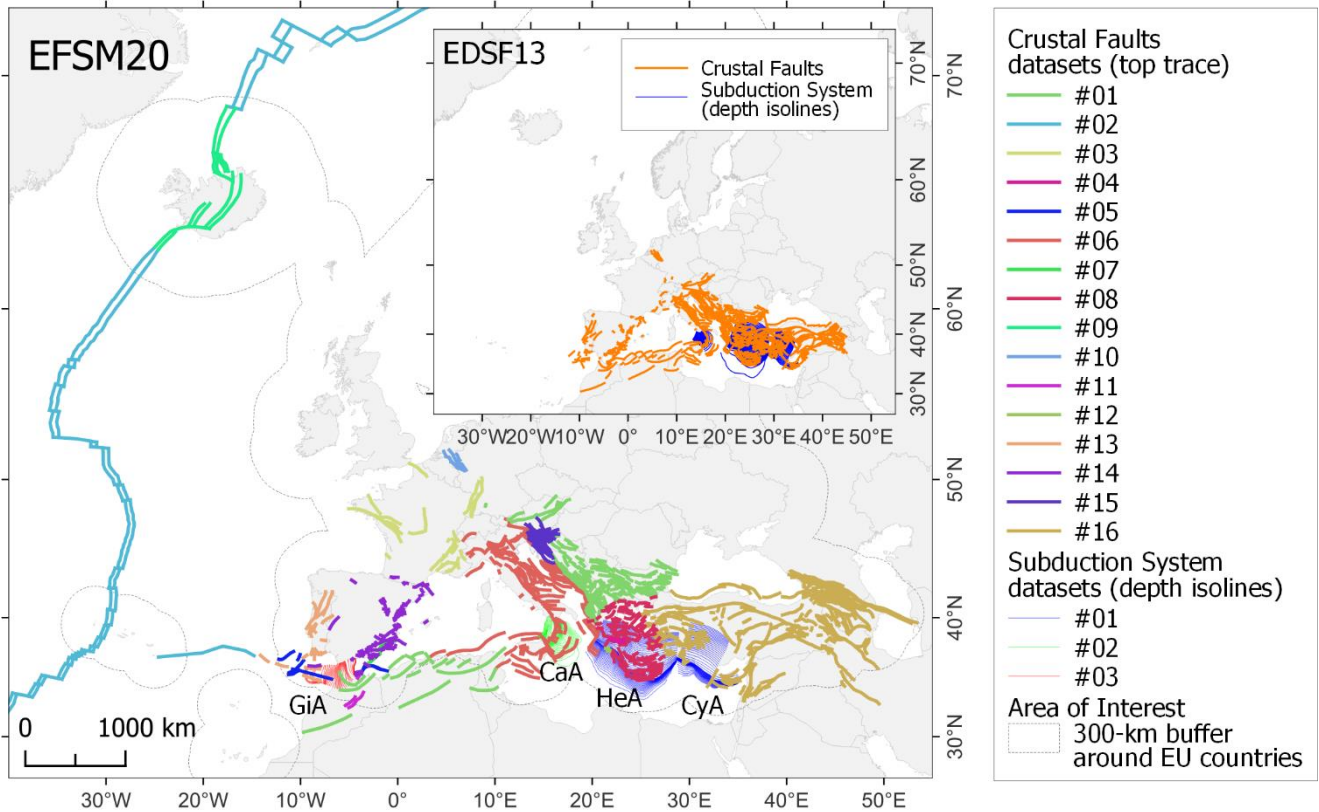 EFSM20
EDSF13
Crustal Faults
Subduction System
(depth isolines)
70°N
60°N
50°N
40°N
30°N
30°W 20°W 10°W 0° 10°E 20°E 30°E 40°E 50°E
70°N
60°N
50°N
40°N
30°N
GiA
CaA
HeA
CyA
0 1000 km
30°W 20°W 10°W 0° 10°E 20°E 30°E 40°E 50°E
Crustal Faults
datasets (top trace)
#01
#02
#03
#04
#05
#06
#07
#08
#09
#10
#11
#12
#13
#14
#15
#16
Subduction System
datasets (depth isolines)
#01
#02
#03
Area of Interest
300-km buffer
around EU countries